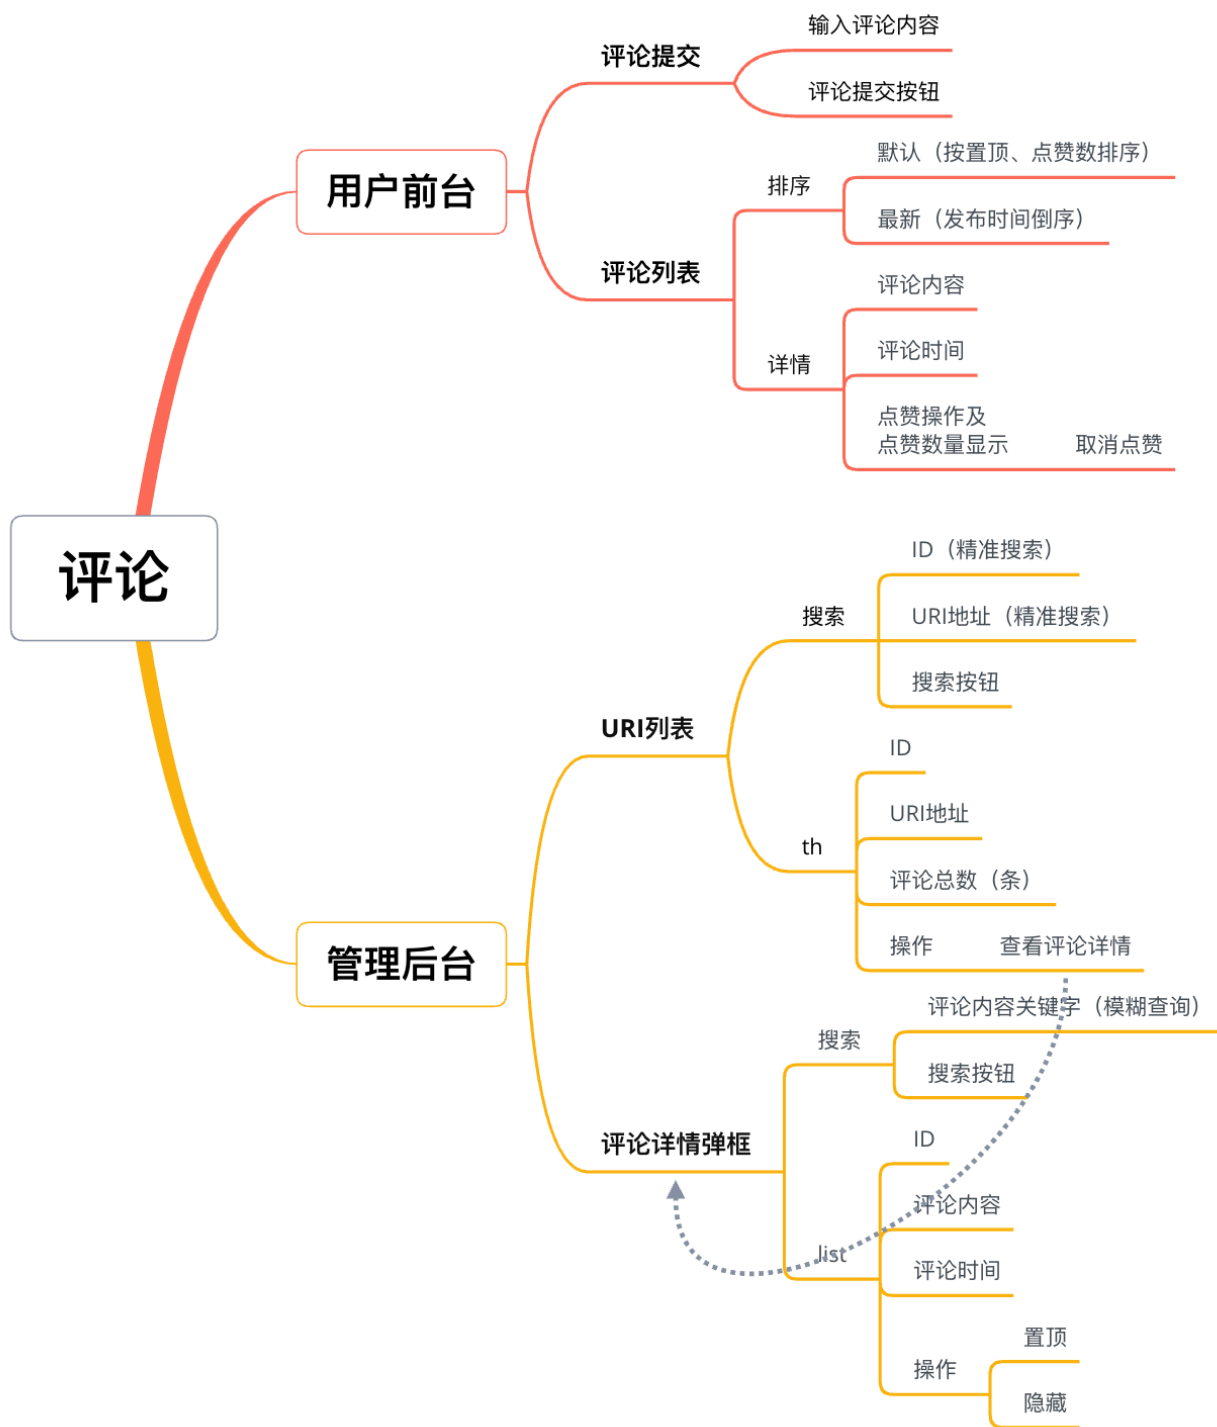 评论
用户前台
评论提交
输入评论内容
评论提交按钮
评论列表
排序
默认（按置顶、点赞数排序）
最新（发布时间倒序）
详情
评论内容
评论时间
点赞操作及
点赞数量显示
取消点赞
管理后台
URI列表
搜索
ID（精准搜索）
URI地址（精准搜索）
搜索按钮
th
ID
URI地址
评论总数（条）
操作
查看评论详情
评论详情弹框
搜索
评论内容关键字（模糊查询）
搜索按钮
list
ID
评论内容
评论时间
操作
置顶
隐藏